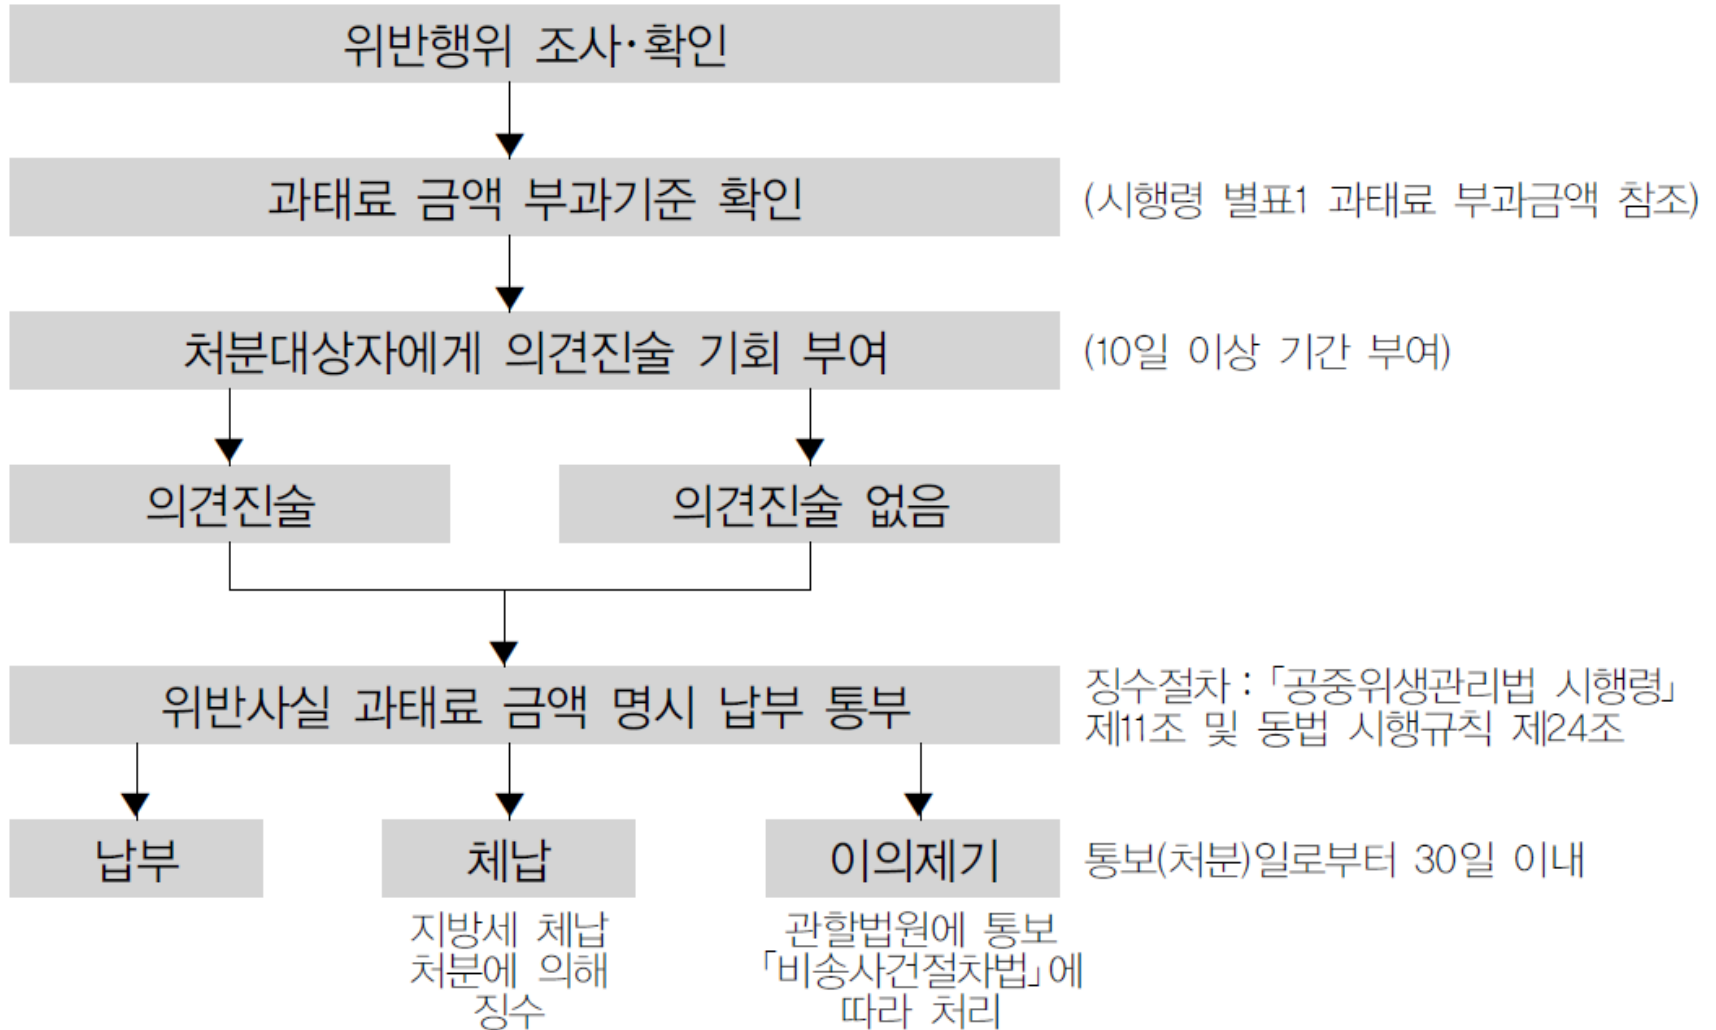 위반행위 조사·확인
과태료 금액 부과기준 확인
(시행령 별표1 과태료 부과금액 참조)
처분대상자에게 의견진술 기회 부여
(10일 이상 기간 부여)
의견진술
의견진술 없음
위반사실 과태료 금액 명시 납부 통부
징수절차 : 「공중위생관리법 시행령」
제11조 및 동법 시행규칙 제24조
납부
체납
이의제기
통보(처분)일로부터 30일 이내
지방세 체납
처분에 의해
징수
관할법원에 통보
「비송사건절차법」에
따라 처리